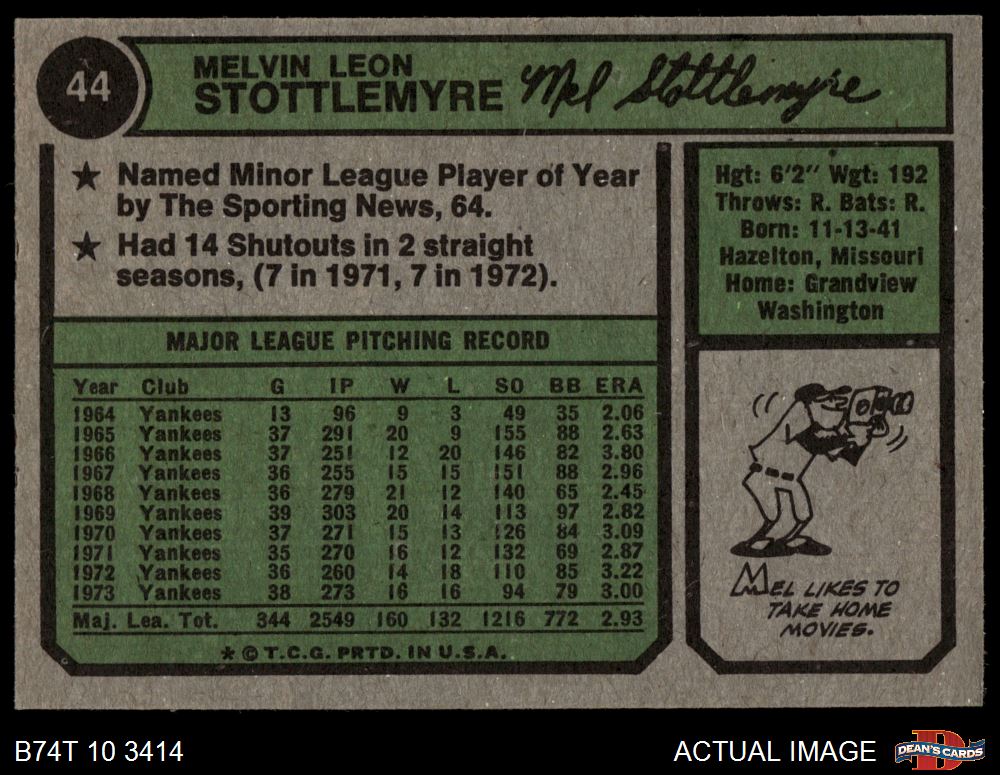 44
MELVIN LEON
STOTTLEMYRE
Mel Stottlemyre
★ Named Minor League Player of Year
by The Sporting News, 64.
★ Had 14 Shutouts in 2 straight
seasons, (7 in 1971, 7 in 1972).
Hgt: 6'2" Wgt: 192
Throws: R. Bats: R.
Born: 11-13-41
Hazelton, Missouri
Home: Grandview
Washington
MAJOR LEAGUE PITCHING RECORD
Year Club G IP W L SO BB ERA
1964 Yankees 13 96 9 3 49 35 2.06
1965 Yankees 37 291 20 9 155 88 2.63
1966 Yankees 37 251 12 20 146 82 3.80
1967 Yankees 36 255 15 15 151 88 2.96
1968 Yankees 36 279 21 12 140 65 2.45
1969 Yankees 39 303 20 14 113 97 2.82
1970 Yankees 37 271 15 13 126 84 3.09
1971 Yankees 35 270 16 12 132 69 2.87
1972 Yankees 36 260 14 18 110 85 3.22
1973 Yankees 38 273 16 16 94 79 3.00
Maj. Lea. Tot. 344 2549 160 132 1216 772 2.93
* © T.C.G. PRTD. IN U.S.A.
MEL LIKES TO
TAKE HOME
MOVIES.
B74T 10 3414
ACTUAL IMAGE
D
DEAN'S CARDS